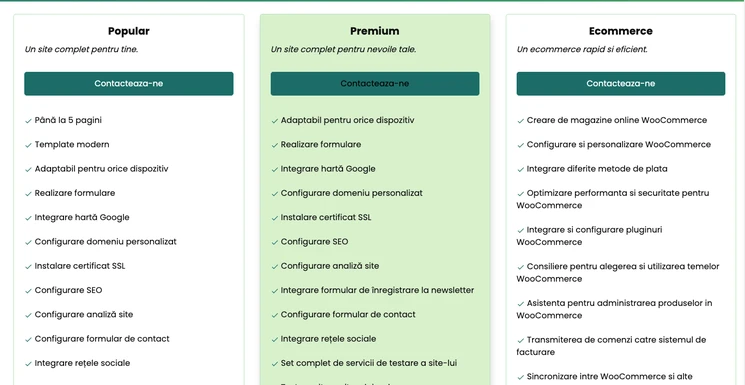 Popular
Un site complet pentru tine.
Contacteaza-ne
Până la 5 pagini
Template modern
Adaptabil pentru orice dispozitiv
Realizare formulare
Integrare hartă Google
Configurare domeniu personalizat
Instalare certificat SSL
Configurare SEO
Configurare analiză site
Configurare formular de contact
Integrare rețele sociale
Premium
Un site complet pentru nevoile tale.
Contacteaza-ne
Adaptabil pentru orice dispozitiv
Realizare formulare
Integrare hartă Google
Configurare domeniu personalizat
Instalare certificat SSL
Configurare SEO
Configurare analiză site
Integrare formular de înregistrare la newsletter
Configurare formular de contact
Integrare rețele sociale
Set complet de servicii de testare a site-lui
Ecommerce
Un ecommerce rapid si eficient.
Contacteaza-ne
Creare de magazine online WooCommerce
Configurare si personalizare WooCommerce
Integrare diferite metode de plata
Optimizare performanta si securitate pentru
WooCommerce
Integrare si configurare pluginuri
WooCommerce
Consiliere pentru alegerea si utilizarea temelor
WooCommerce
Asistenta pentru administrarea produselor in
WooCommerce
Transmiterea de comenzi catre sistemul de
facturare
Sincronizare intre WooCommerce si alte